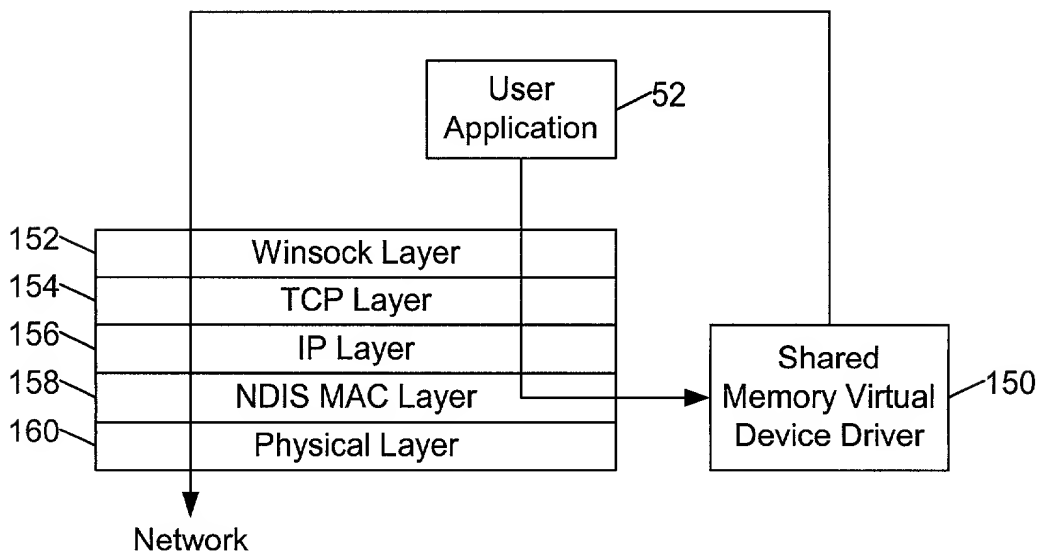 User
Application
52
152
Winsock Layer
154
TCP Layer
156
IP Layer
158
NDIS MAC Layer
160
Physical Layer
Shared
Memory Virtual
Device Driver
150
Network